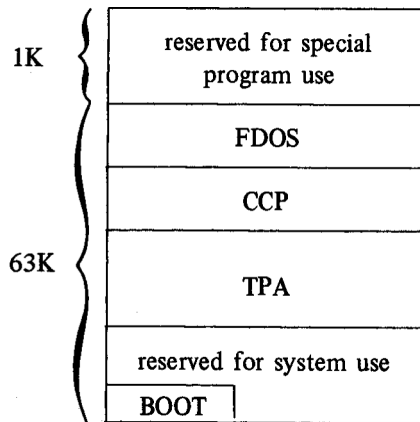 1K
reserved for special
program use
FDOS
CCP
63K
TPA
reserved for system use
BOOT